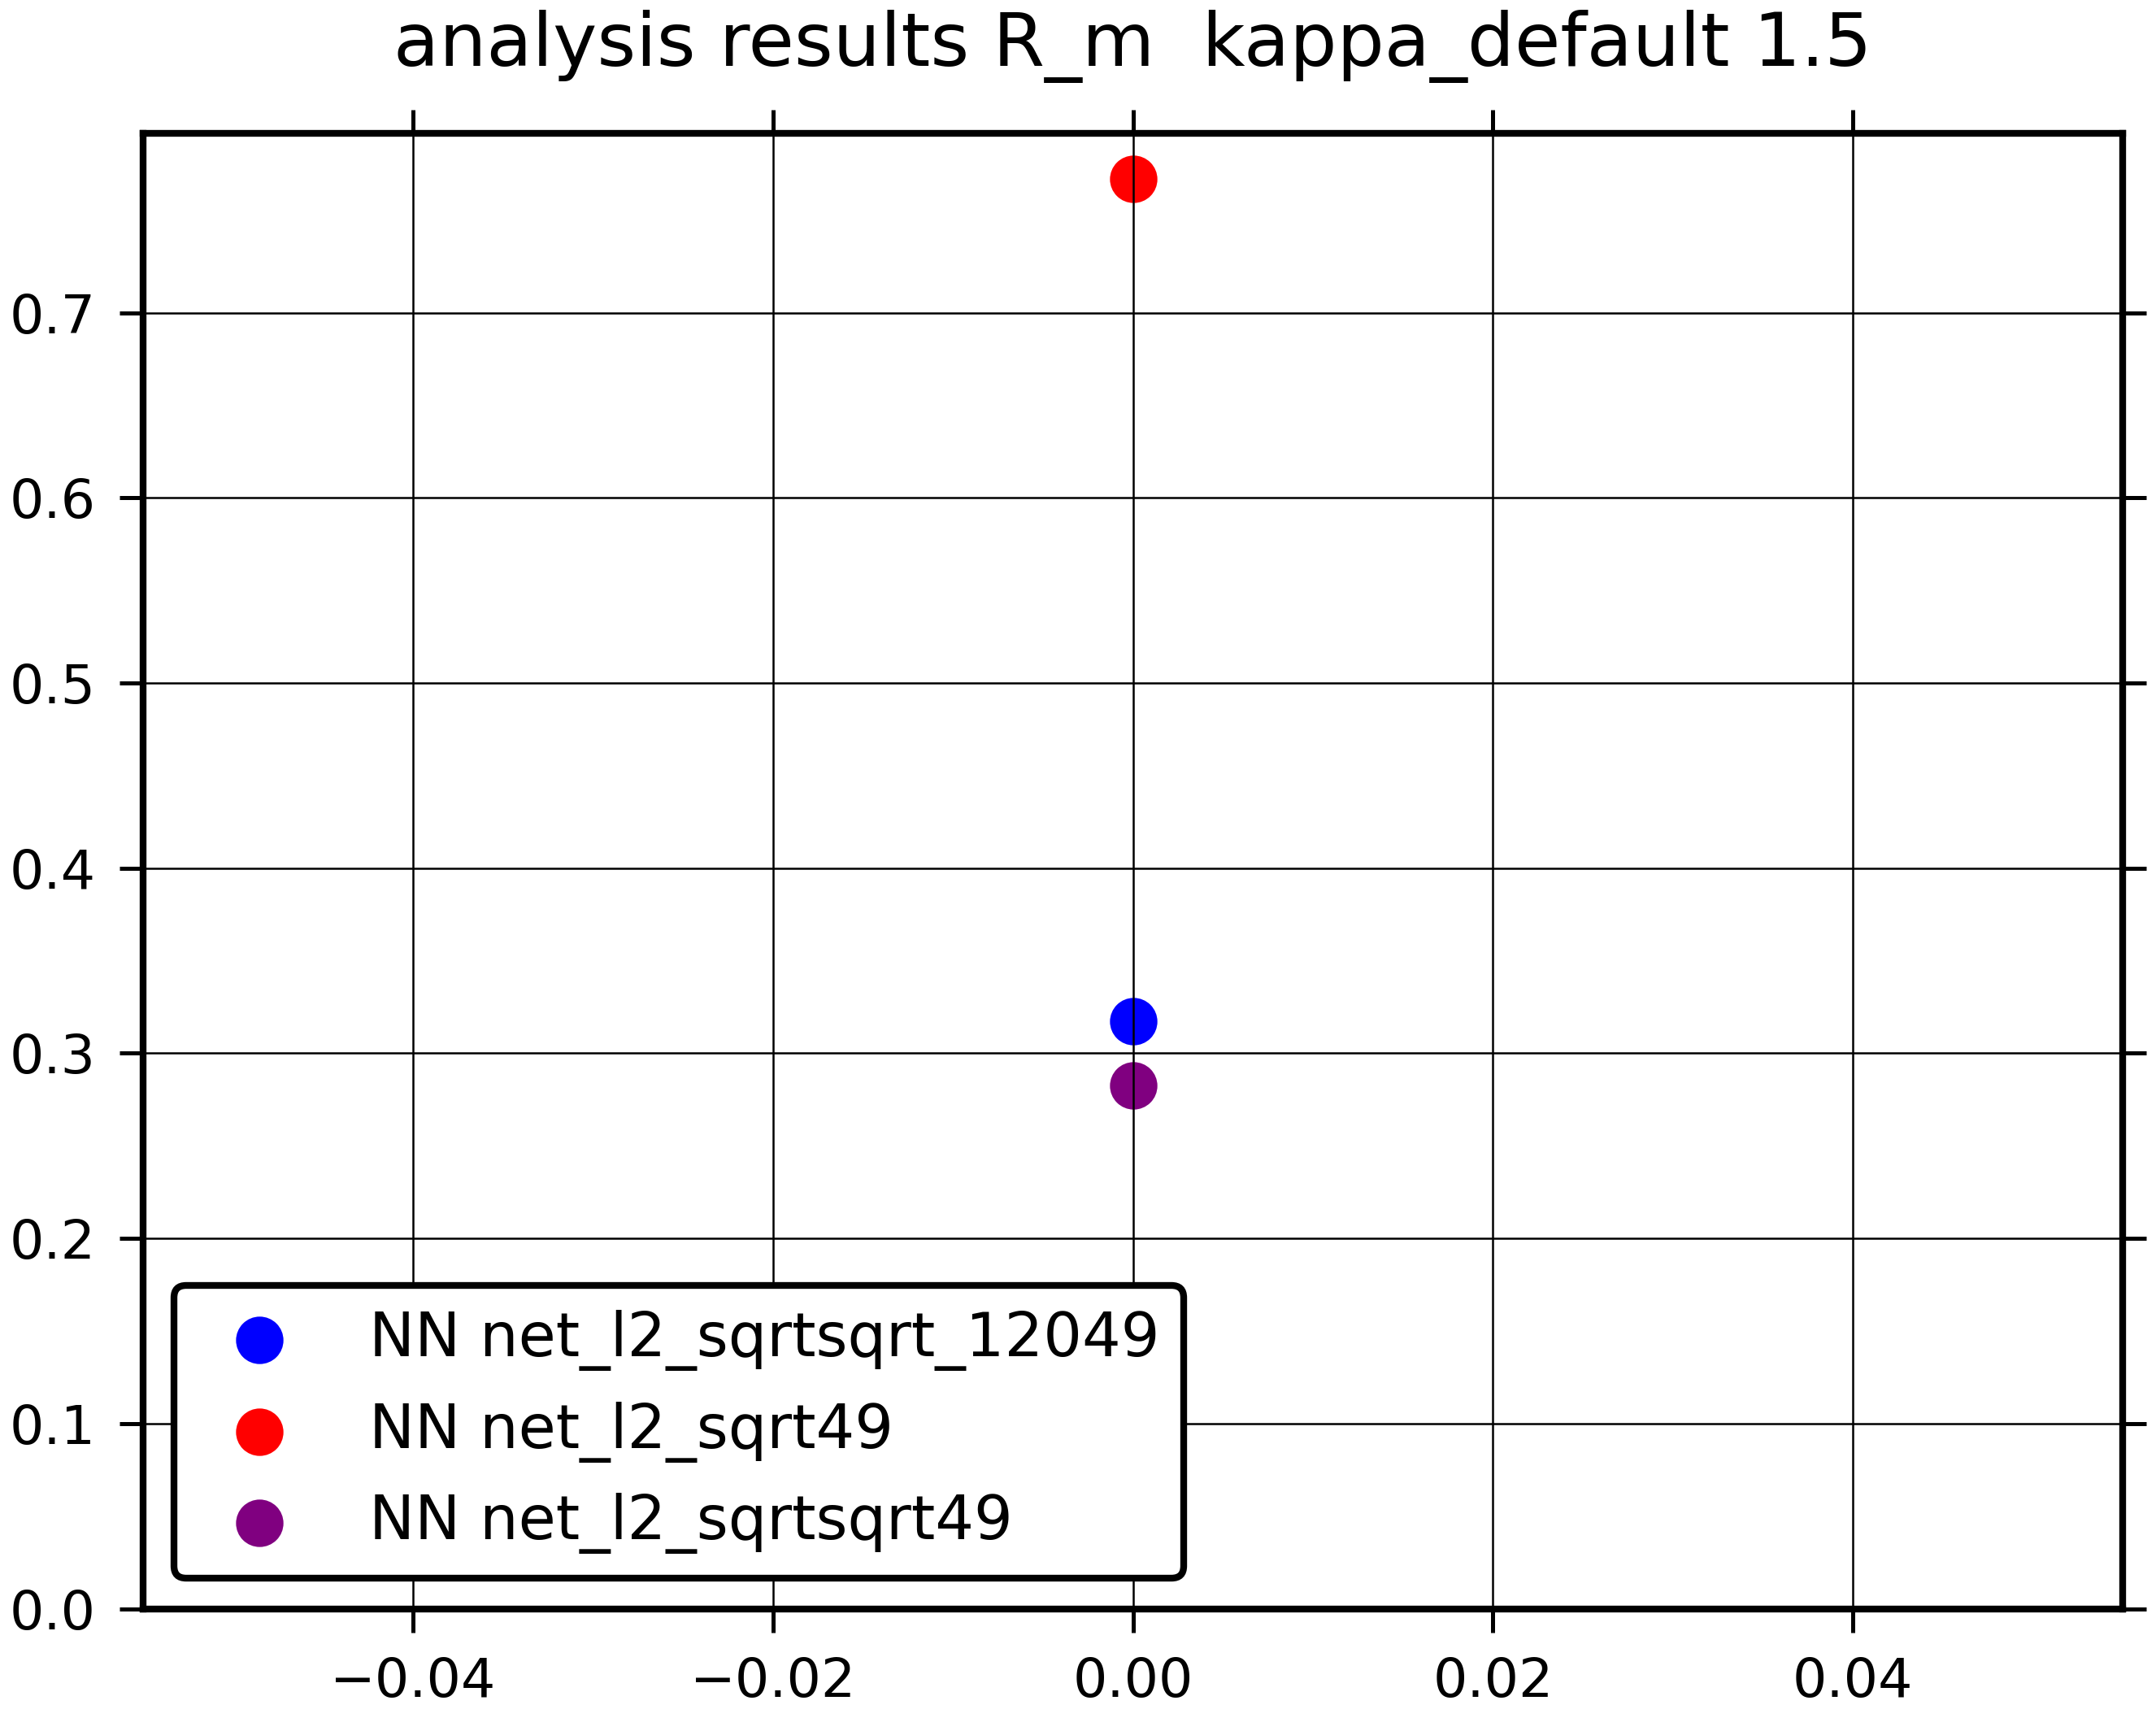 analysis results R_m  kappa_default 1.5
0.7
0.6
0.5
0.4
0.3
0.2
0.1
0.0
NN net_l2_sqrtsqrt_12049
NN net_l2_sqrt49
NN net_l2_sqrtsqrt49
−0.04 −0.02 0.00 0.02 0.04